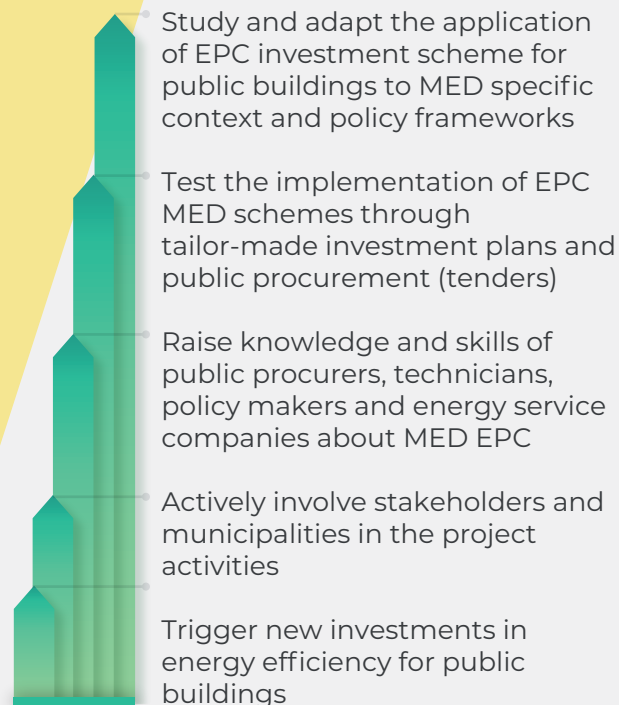 Study and adapt the application
of EPC investment scheme for
public buildings to MED specific
context and policy frameworks
Test the implementation of EPC
MED schemes through
tailor-made investment plans and
public procurement (tenders)
Raise knowledge and skills of
public procurers, technicians,
policy makers and energy service
companies about MED EPC
Actively involve stakeholders and
municipalities in the project
activities
Trigger new investments in
energy efficiency for public
buildings